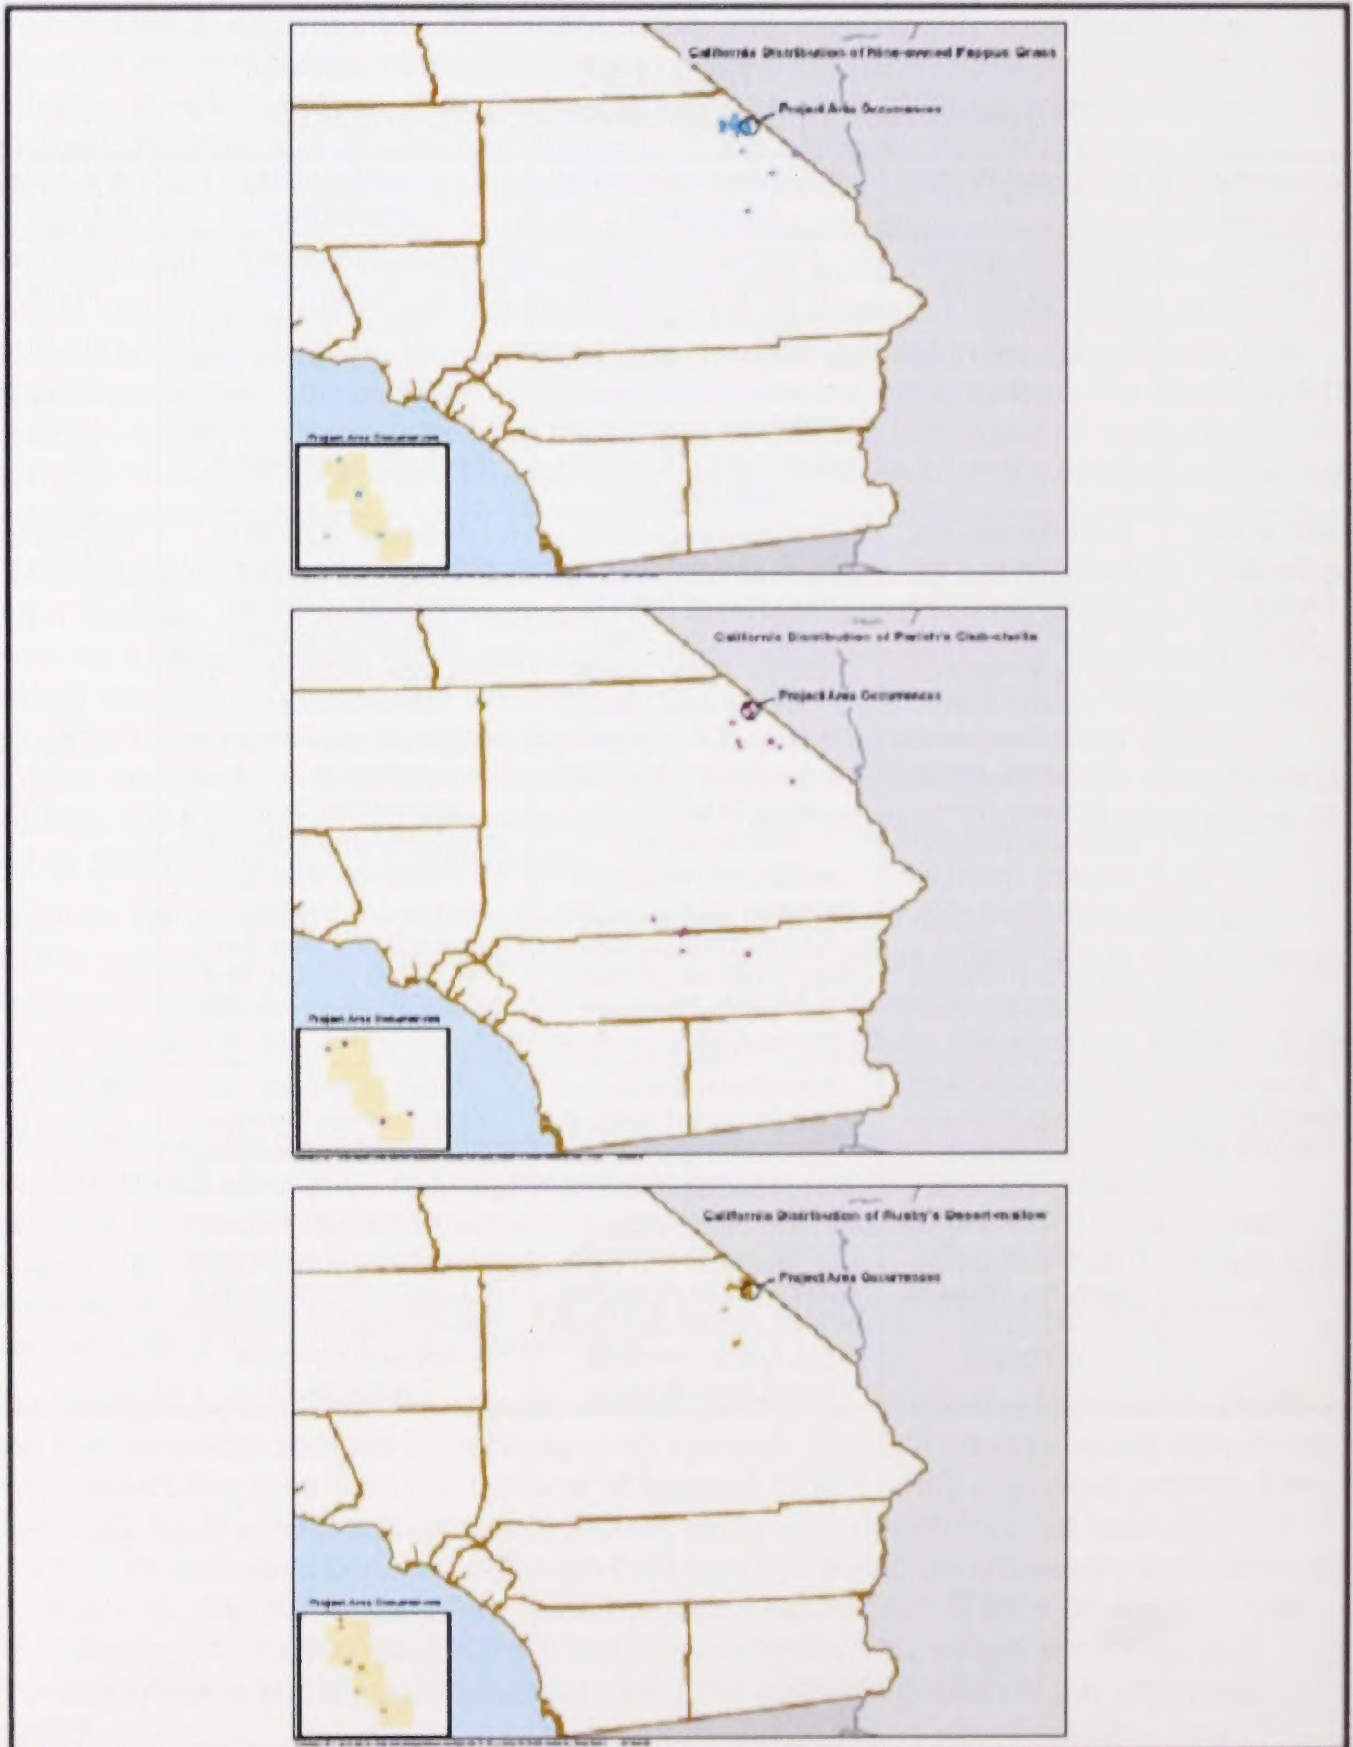 California Distribution of Nine-awned Pappus Grass
Project Area Occurrences
Project Area Occurrences
California Distribution of Parish's Club-cholla
Project Area Occurrences
Project Area Occurrences
California Distribution of Rusby's Desert-mallow
Project Area Occurrences
Project Area Occurrences